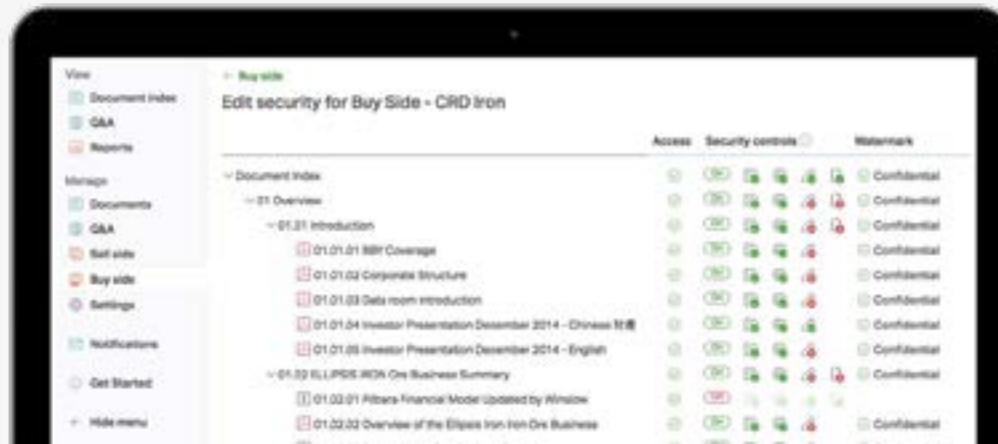 View
Document Index
Q&A
Reports
Manage
Documents
Q&A
Sell side
Buy side
Settings
Notifications
Get Started
Hide menu
← Buy side
Edit security for Buy Side - CRD Iron
Access Security controls Watermark
Document Index Confidential
01 Overview Confidential
01.01 Introduction Confidential
01.01.01 Coverage Confidential
01.01.02 Corporate Structure Confidential
01.01.03 Data room introduction Confidential
01.01.04 Investor Presentation December 2014 - Chinese Confidential
01.01.05 Investor Presentation December 2014 - English Confidential
01.02 ELLIPSIS IRON Ore Business Summary Confidential
01.02.01 Pilbara Financial Model Updated by Winslow
01.02.02 Overview of the Ellipsis Iron Iron Ore Business Confidential